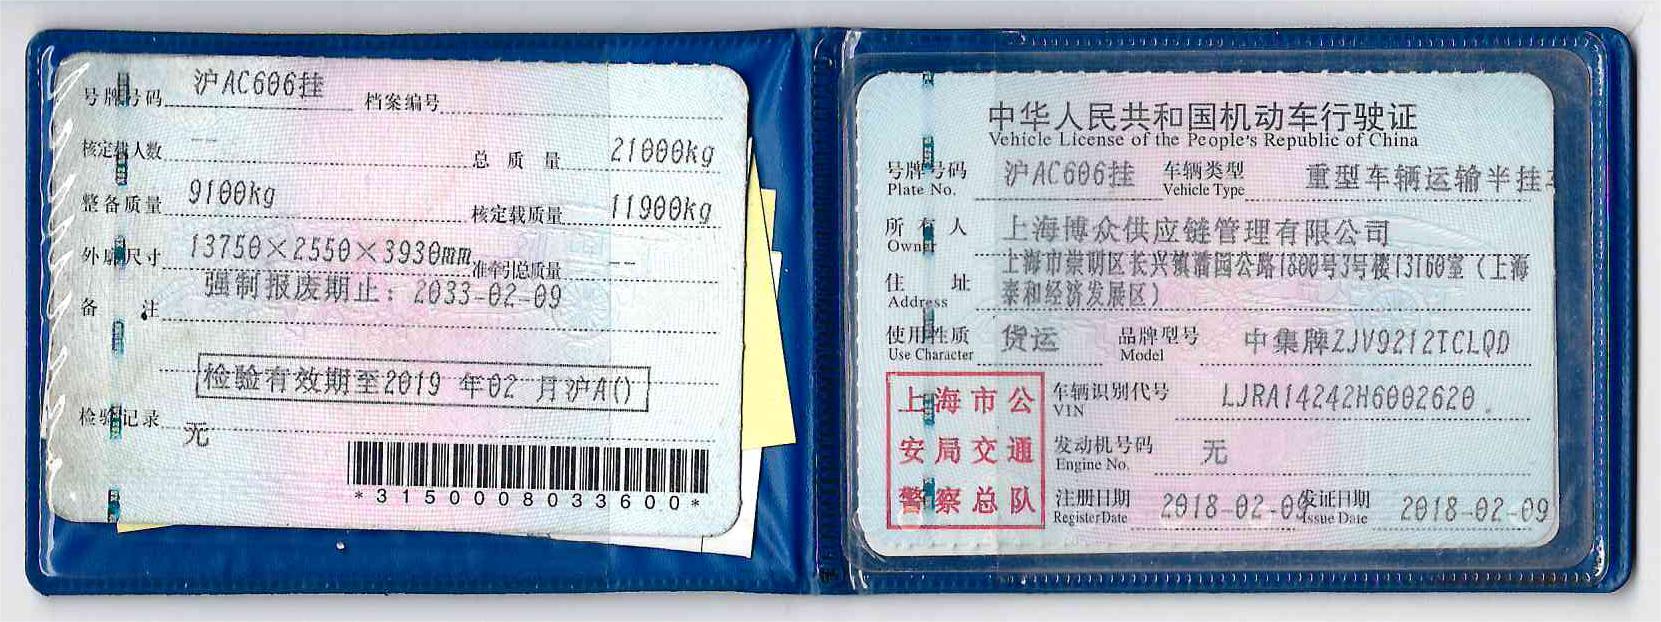 号牌号码 沪AC606挂 档案编号
核定载人数 -- 总质量 21000kg
整备质量 9100kg 核定载质量 11900kg
外廓尺寸 13750×2550×3930mm 准牵引总质量 --
备注 强制报废期止：2033-02-09
检验有效期至2019 年02 月沪A()
检验记录
无
*3150008033600*
中华人民共和国机动车行驶证
Vehicle License of the People's Republic of China
号牌号码 沪AC606挂 车辆类型 重型车辆运输半挂
Plate No. Vehicle Type
所有人 上海博众供应链管理有限公司
Owner
住址 上海市崇明区长兴镇潘园公路1800号3号楼13160室（上海
Address 泰和经济发展区）
使用性质 货运 品牌型号 中集牌ZJV9212TCLQD
Use Character Model
上海市公
安局交通
警察总队
车辆识别代号 LJRA14242H6002620
VIN
发动机号码 无
Engine No.
注册日期 2018-02-09 发证日期 2018-02-09
Register Date Issue Date